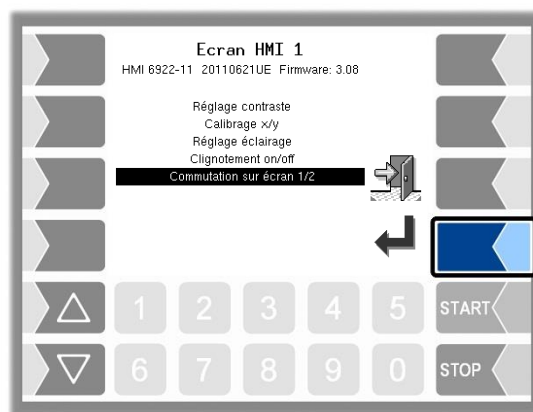 Ecran HMI 1
HMI 6922-11 20110621UE Firmware: 3.08
Réglage contraste
Calibrage x/y
Réglage éclairage
Clignotement on/off
Commutation sur écran 1/2
1 2 3 4 5 START
6 7 8 9 0 STOP